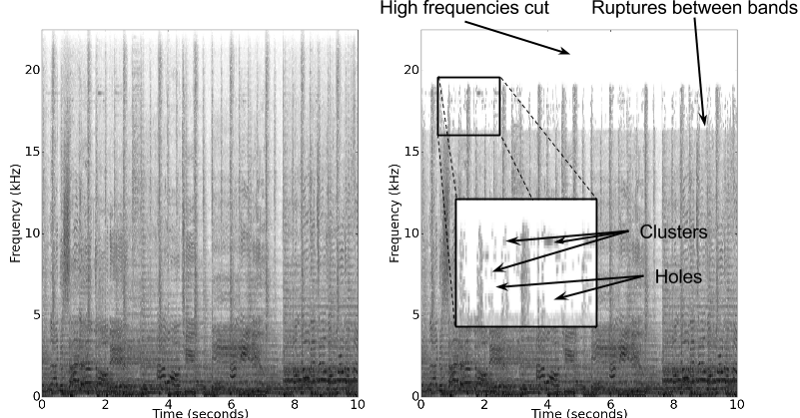 High frequencies cut
Ruptures between bands
20
15
10
5
0
Frequency (kHz)
0 2 4 6 8 10
Time (seconds)
20
15
10
5
0
Frequency (kHz)
Clusters
Holes
0 2 4 6 8 10
Time (seconds)